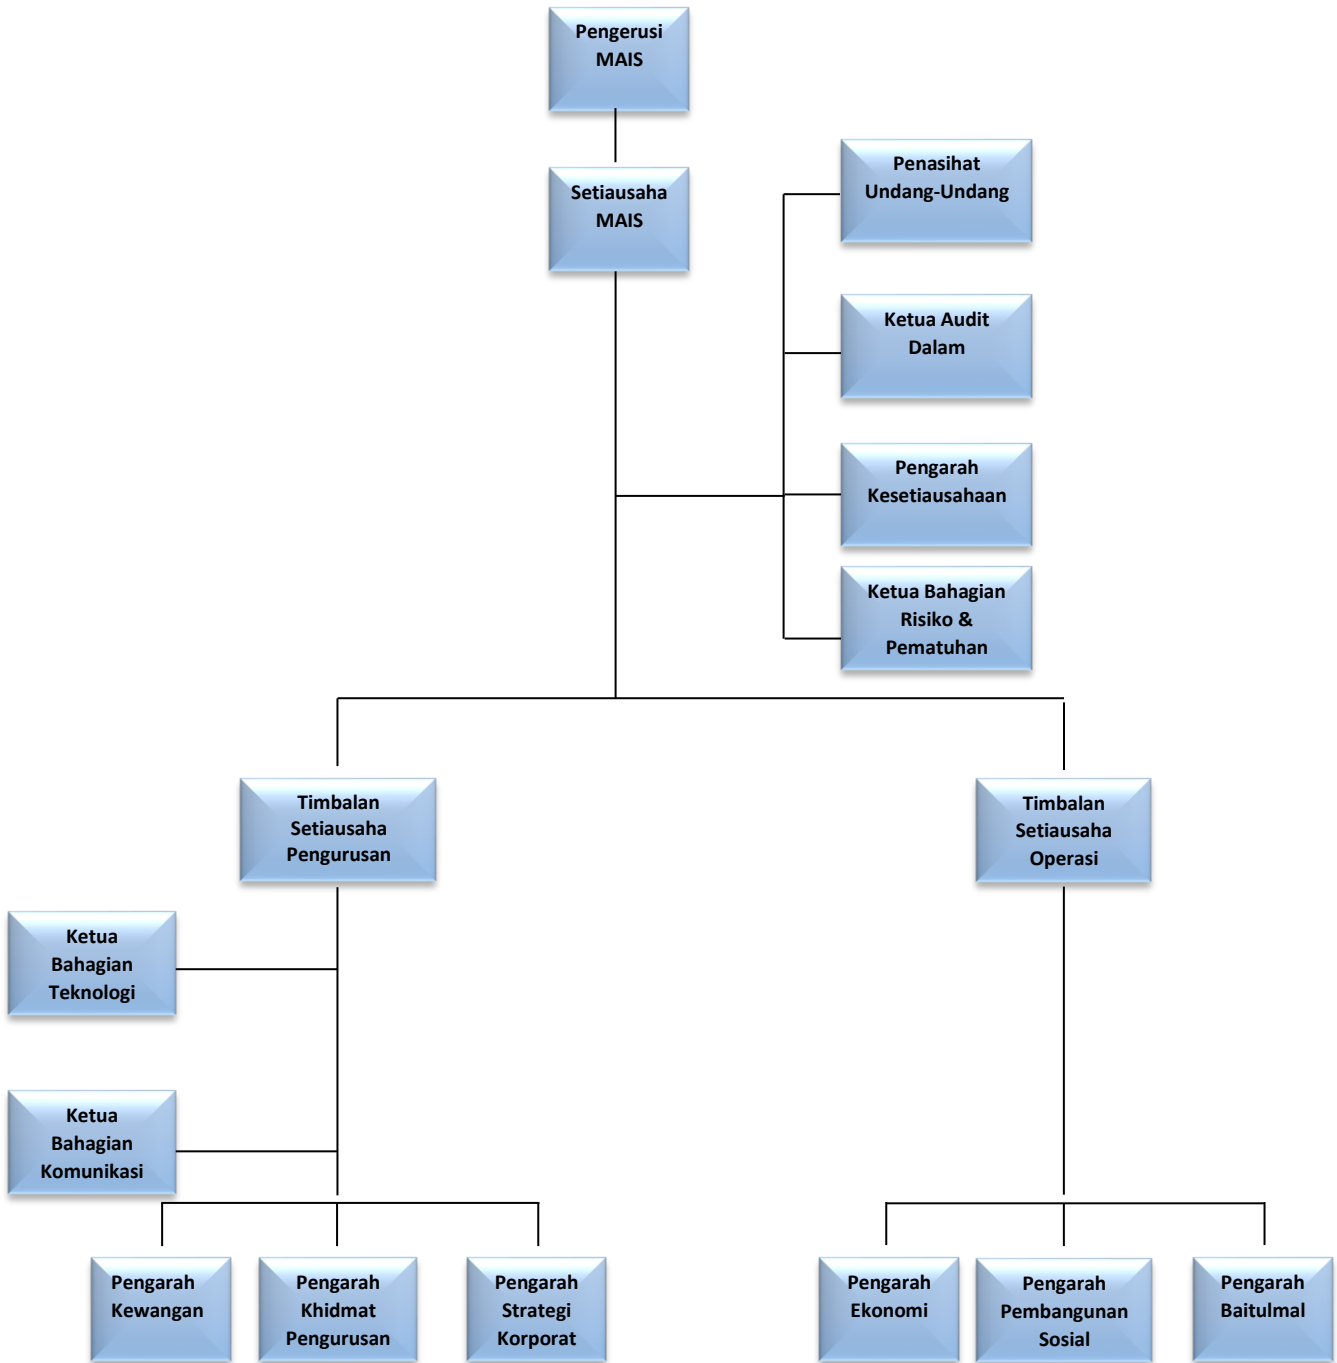 Pengerusi
MAIS
Setiausaha
MAIS
Penasihat
Undang-Undang
Ketua Audit
Dalam
Pengarah
Kesetiausahaan
Ketua Bahagian
Risiko &
Pematuhan
Timbalan
Setiausaha
Pengurusan
Timbalan
Setiausaha
Operasi
Ketua
Bahagian
Teknologi
Ketua
Bahagian
Komunikasi
Pengarah
Kewangan
Pengarah
Khidmat
Pengurusan
Pengarah
Strategi
Korporat
Pengarah
Ekonomi
Pengarah
Pembangunan
Sosial
Pengarah
Baitulmal